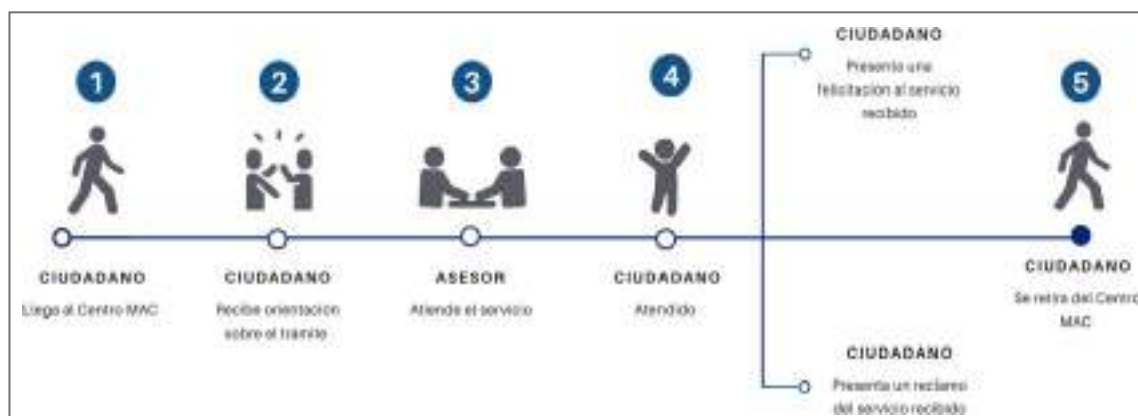 1
CIUDADANO
Llega al Centro MAC
2
CIUDADANO
Recibe orientación
sobre el trámite
3
ASESOR
Atiende el servicio
4
CIUDADANO
Atendido
CIUDADANO
Presenta una
felicitación al servicio
recibido
CIUDADANO
Presenta un reclamo
del servicio recibido
5
CIUDADANO
Se retira del Centro
MAC